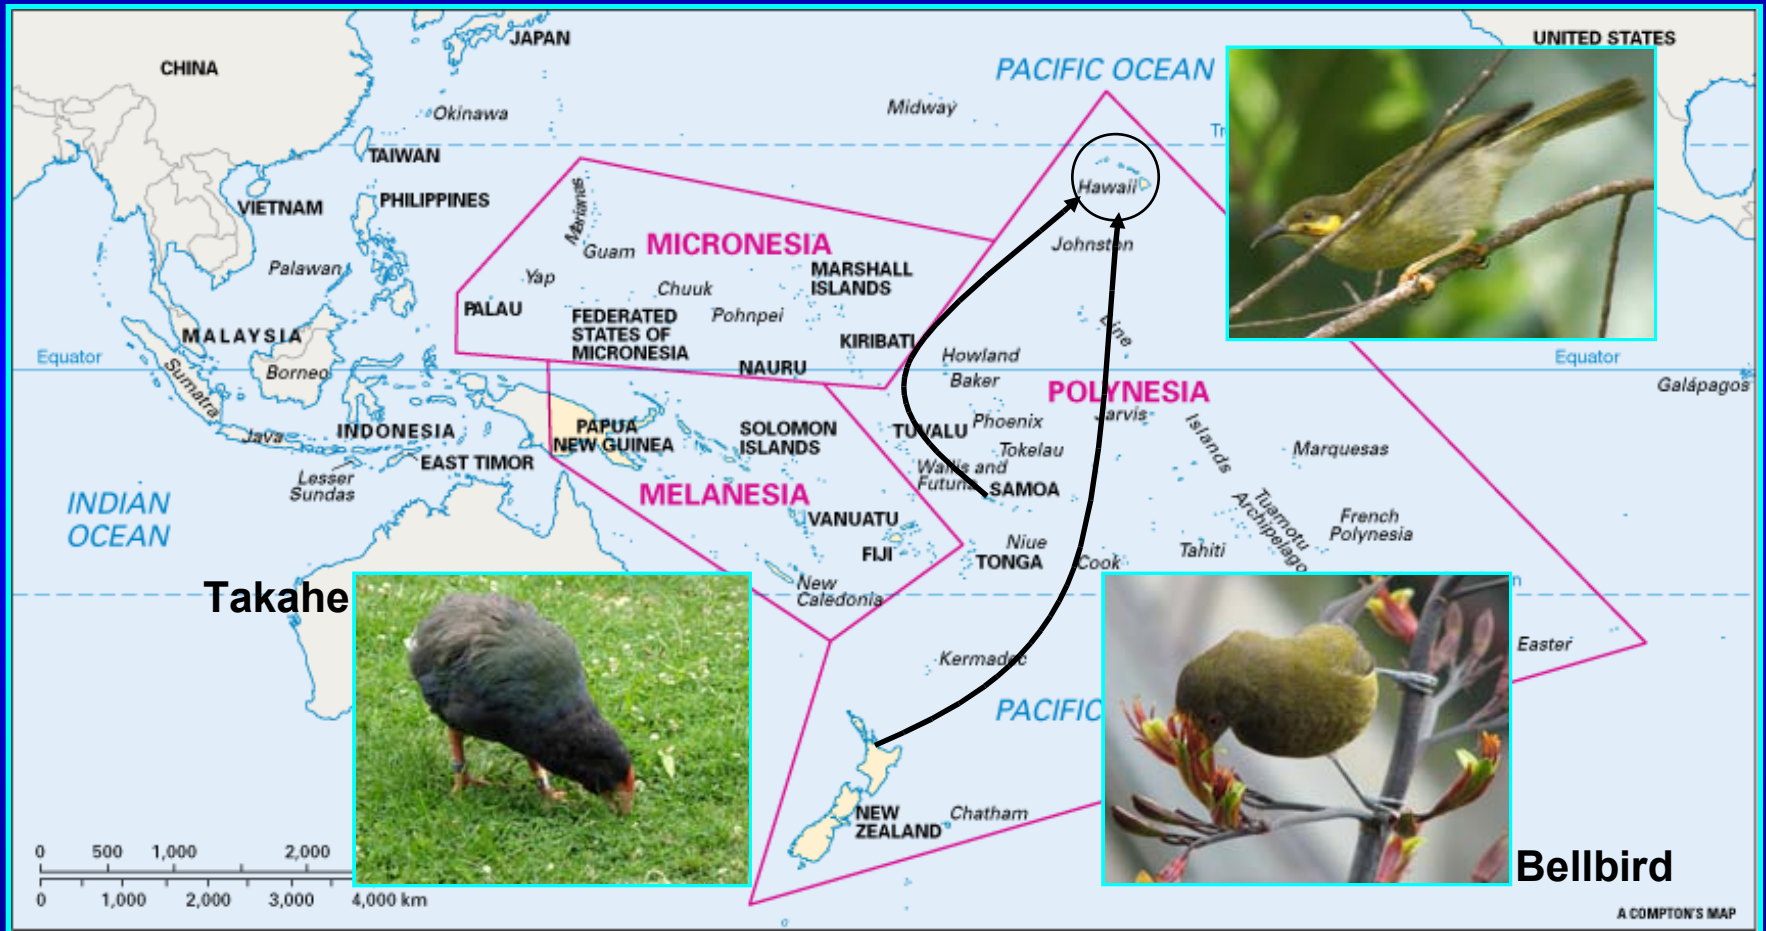 JAPAN
UNITED STATES
CHINA
PACIFIC OCEAN
Midway
Okinawa
Tr
TAIWAN
Hawaii
PHILIPPINES
VIETNAM
Marianas
MICRONESIA
Johnston
Guam
Palawan
Yap
MARSHALL
ISLANDS
Chuuk
PALAU
FEDERATED
STATES OF
MICRONESIA
Pohnpei
Line
MALAYSIA
KIRIBATI
Equator
Howland
Equator
NAURU
Borneo
Baker
Galápagos
Sumatra
POLYNESIA
Jarvis
Phoenix
Islands
PAPUA
NEW GUINEA
SOLOMON
ISLANDS
TUVALU
Java
INDONESIA
Tokelau
Marquesas
EAST TIMOR
Wallis and
Futuna
Lesser
Sundas
SAMOA
MELANESIA
INDIAN
OCEAN
VANUATU
Tuamotu
Archipelago
French
Polynesia
FIJI
Niue
Tahiti
TONGA
Cook
New
Caledonia
n
Takahe
Easter
Kermadec
PACIFIC
NEW
ZEALAND
Chatham
0 500 1,000 2,000
0 1,000 2,000 3,000 4,000 km
Bellbird
A COMPTON'S MAP